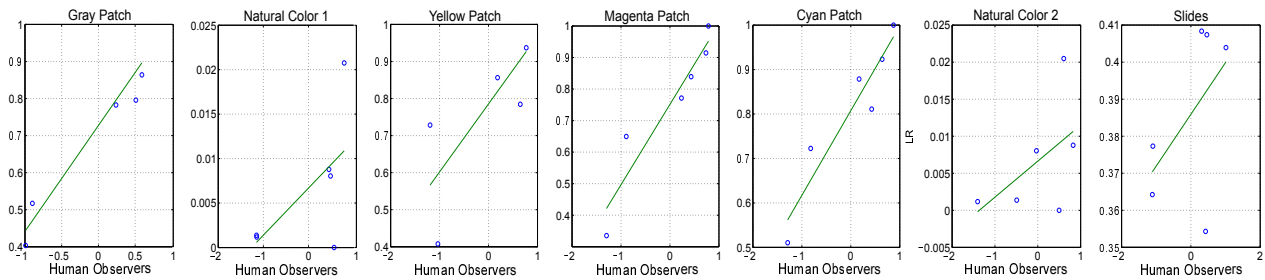 Gray Patch
1
0.9
0.8
0.7
0.6
0.5
0.4
−1 −0.5 0 0.5 1
Human Observers
Natural Color 1
0.025
0.02
0.015
0.01
0.005
0
−2 −1 0 1
Human Observers
Yellow Patch
1
0.9
0.8
0.7
0.6
0.5
0.4
−2 −1 0 1
Human Observers
Magenta Patch
1
0.9
0.8
0.7
0.6
0.5
0.4
0.3
−2 −1 0 1
Human Observers
Cyan Patch
1
0.9
0.8
0.7
0.6
0.5
−2 −1 0 1
Human Observers
Natural Color 2
LR
0.025
0.02
0.015
0.01
0.005
0
−0.005
−2 −1 0 1
Human Observers
Slides
0.41
0.4
0.39
0.38
0.37
0.36
0.35
−2 0 2
Human Observers